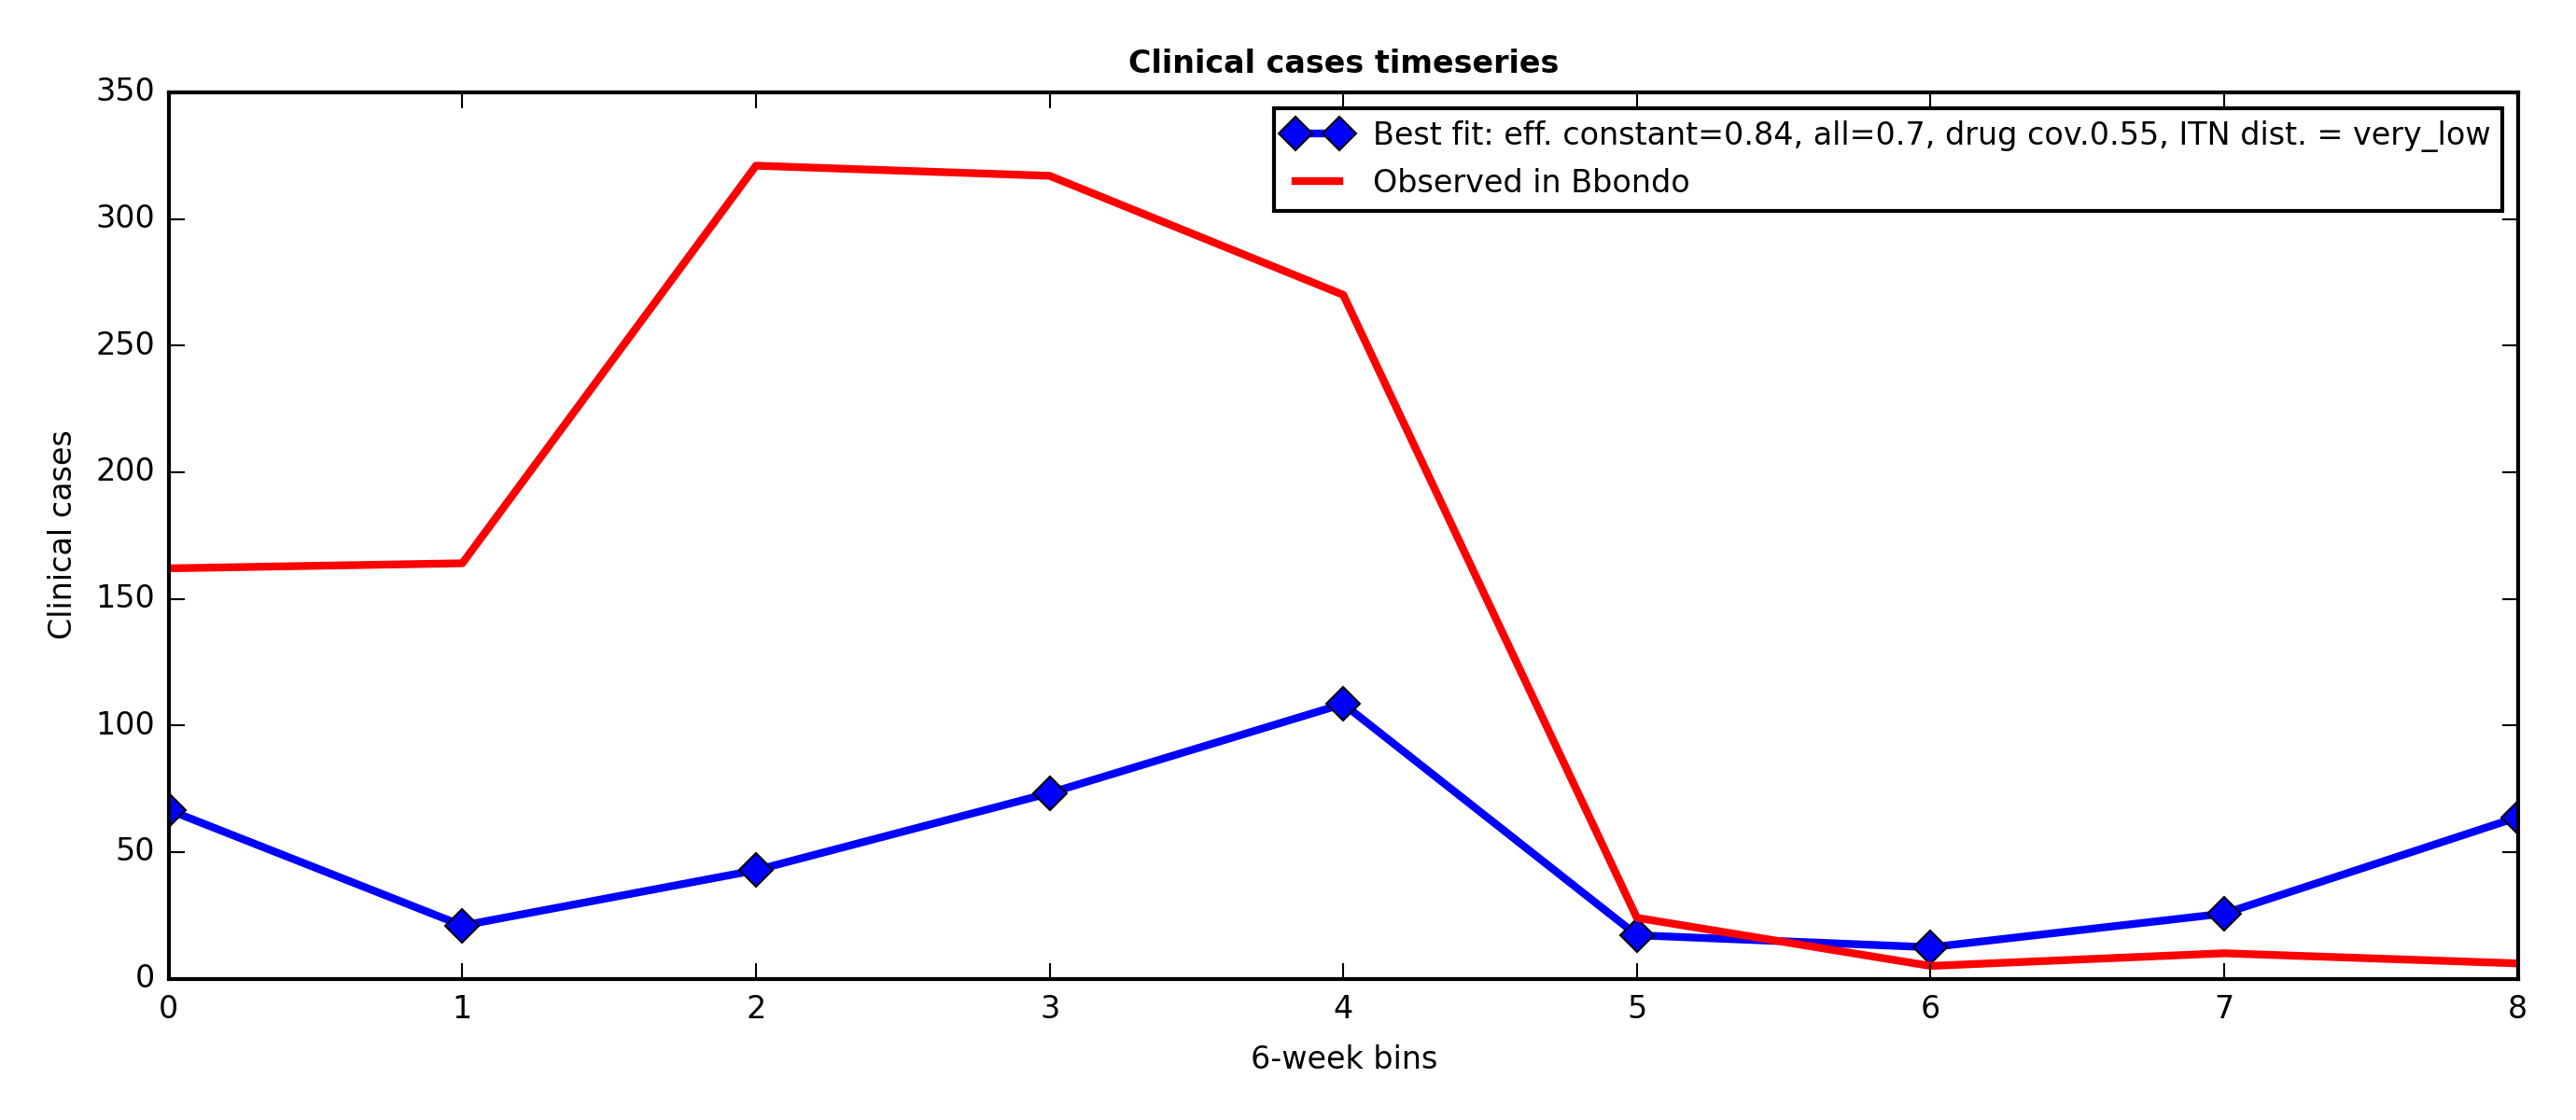 Clinical cases timeseries
350
300
250
200
150
100
50
0
Clinical cases
Best fit: eff. constant=0.84, all=0.7, drug cov.0.55, ITN dist. = very_low
Observed in Bbondo
0 1 2 3 4 5 6 7 8
6-week bins